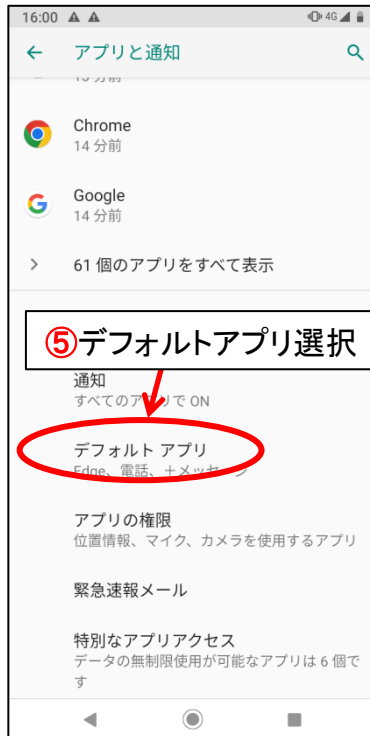 16:00
4G
アプリと通知
Chrome
14 分前
Google
14 分前
61 個のアプリをすべて表示
⑤デフォルトアプリ選択
通知
すべてのアプリで ON
デフォルト アプリ
Edge、電話、＋メッセージ
アプリの権限
位置情報、マイク、カメラを使用するアプリ
緊急速報メール
特別なアプリアクセス
データの無制限使用が可能なアプリは 6 個で
す